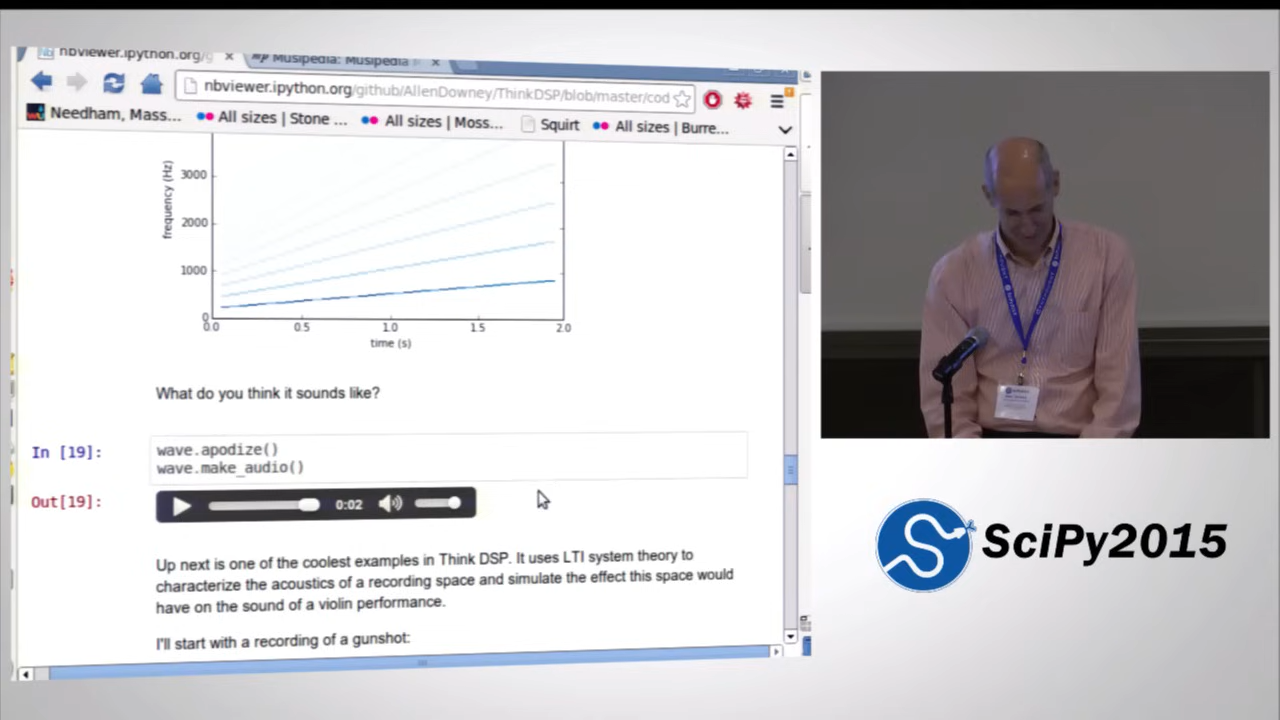 nbviewer.ipython.org/g
Musipedia: Musipedia
nbviewer.ipython.org/github/AllenDowney/ThinkDSP/blob/master/cod
Needham, Mass...
All sizes | Stone ...
All sizes | Moss...
Squirt
All sizes | Burre...
frequency (Hz)
3000
2000
1000
0
0.0 0.5 1.0 1.5 2.0
time (s)
What do you think it sounds like?
In [19]:
wave.apodize()
wave.make_audio()
Out[19]:
0:02
Up next is one of the coolest examples in Think DSP. It uses LTI system theory to
characterize the acoustics of a recording space and simulate the effect this space would
have on the sound of a violin performance.
I'll start with a recording of a gunshot:
SciPy2015